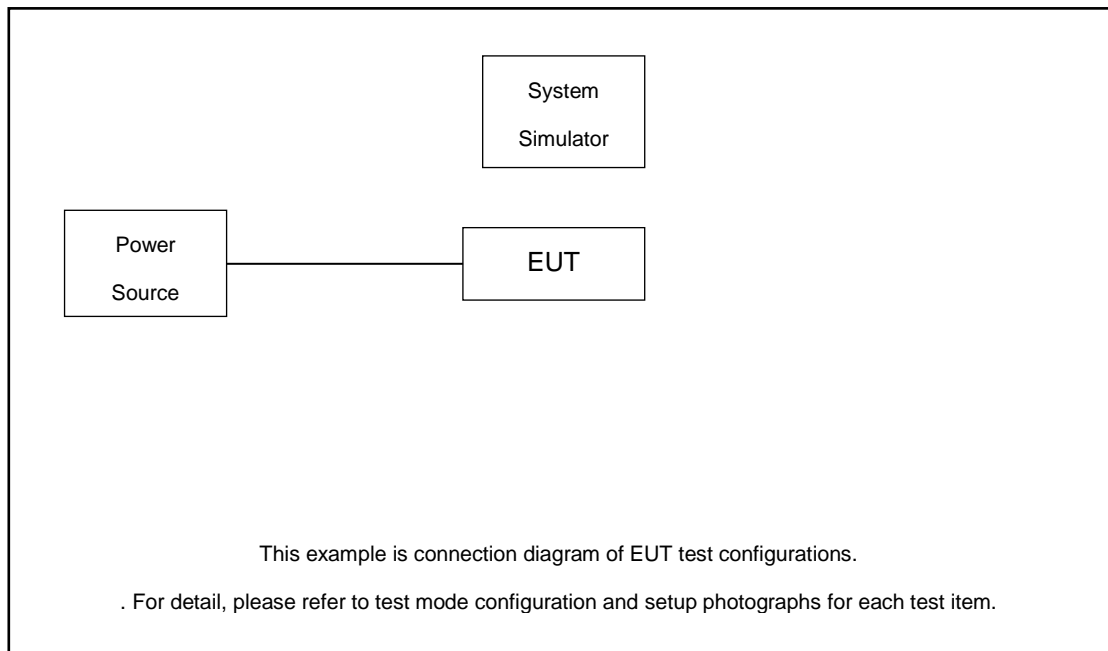 System
Simulator
Power
Source
EUT
This example is connection diagram of EUT test configurations.
. For detail, please refer to test mode configuration and setup photographs for each test item.